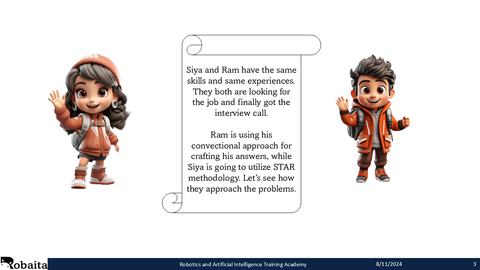 Siya and Ram have the same
skills and same experiences.
They both are looking for
the job and finally got the
interview call.
Ram is using his
convectional approach for
crafting his answers, while
Siya is going to utilize STAR
methodology. Let's see how
they approach the problems.
Robaita
Robotics and Artificial Intelligence Training Academy
8/11/2024
3